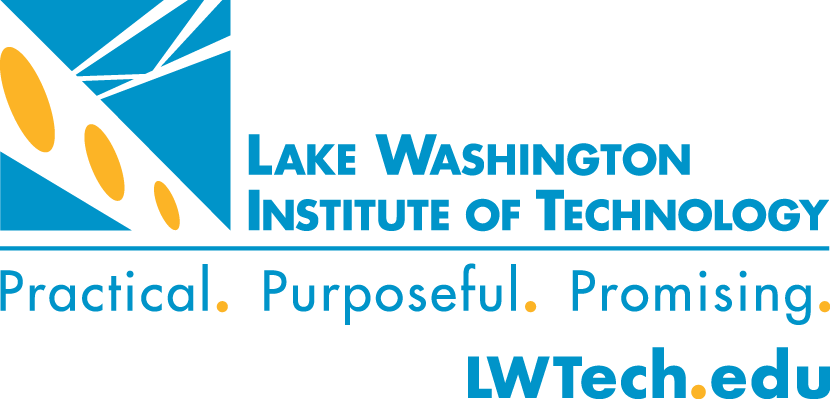 LAKE WASHINGTON
INSTITUTE OF TECHNOLOGY
Practical. Purposeful. Promising.
LWTech.edu